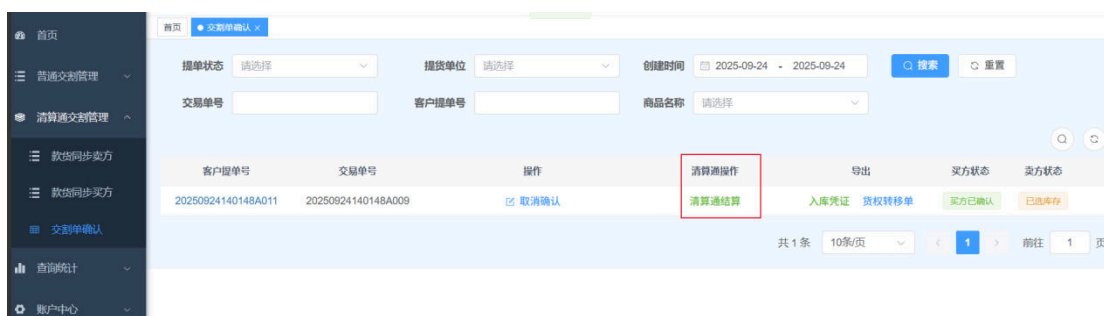 首页
普通交割管理
清算通交割管理
款货同步卖方
款货同步买方
交割单确认
查询统计
账户中心
首页 交割单确认 ×
提单状态 请选择 提货单位 请选择 创建时间 2025-09-24 - 2025-09-24 搜索 重置
交易单号 客户提单号 商品名称 请选择
客户提单号 交易单号 操作 清算通操作 导出 买方状态 卖方状态
20250924140148A011 20250924140148A009 取消确认 清算通结算 入库凭证 货权转移单 买方已确认 已选库存
共 1 条 10条/页 < 1 > 前往 1 页